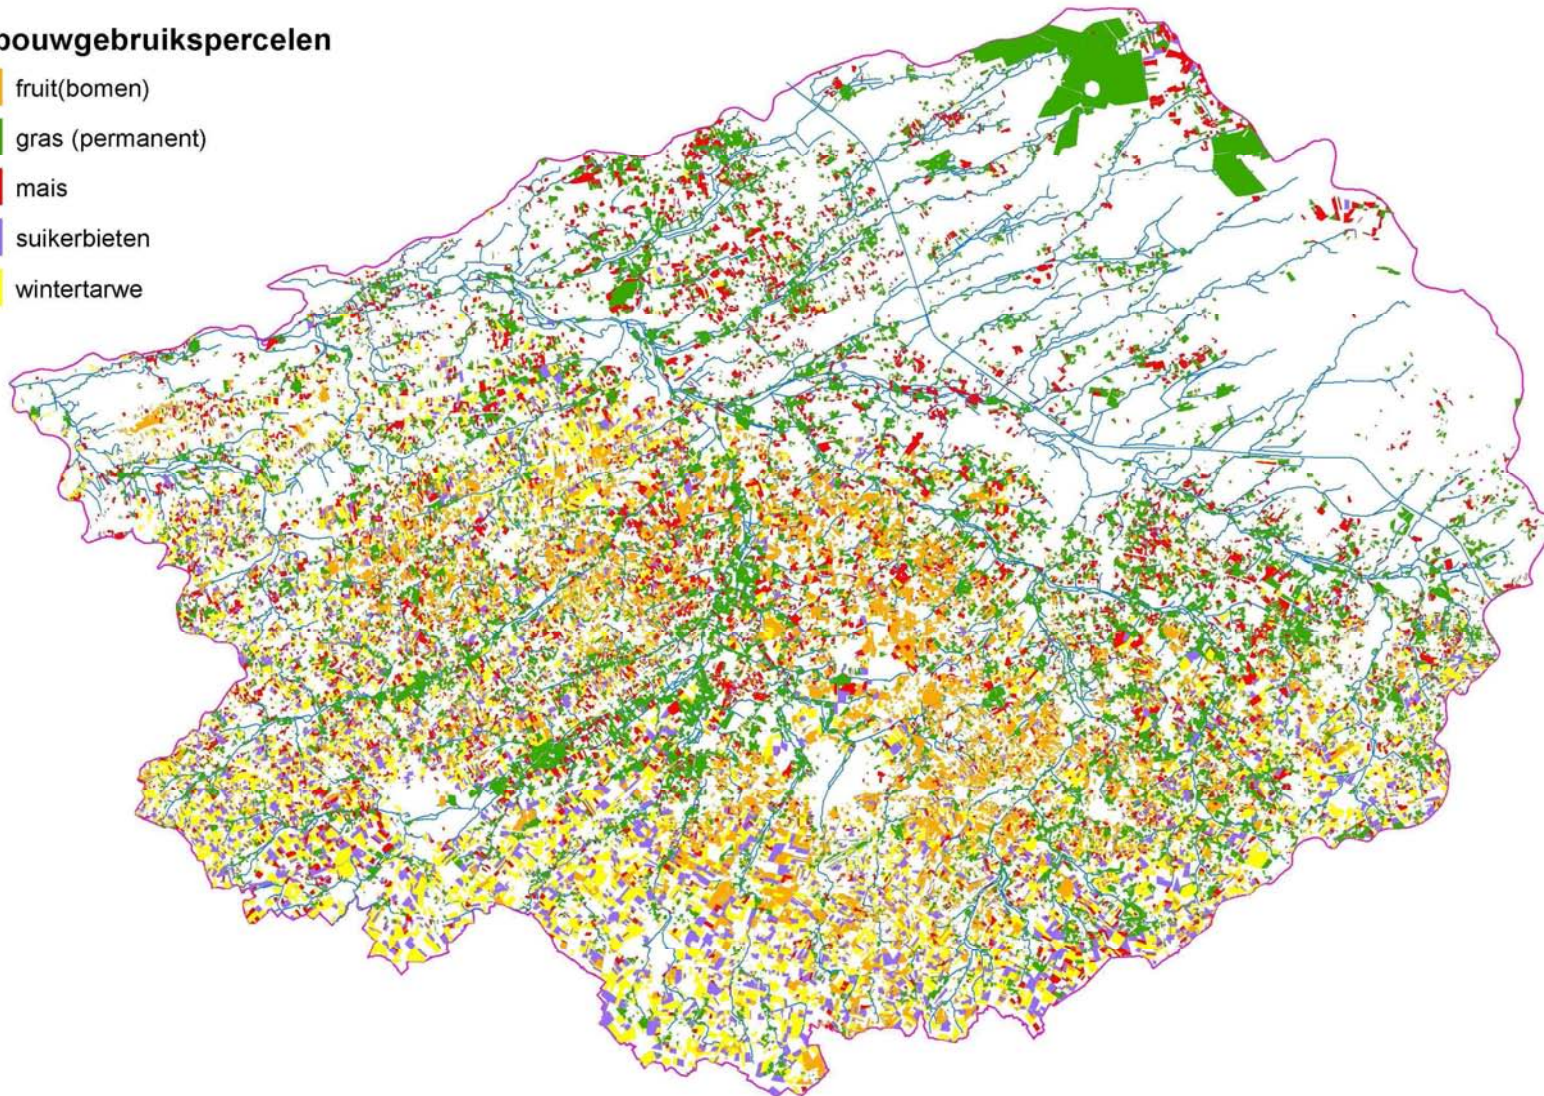 bouwgebruikspercelen
fruit(bomen)
gras (permanent)
mais
suikerbieten
wintertarwe